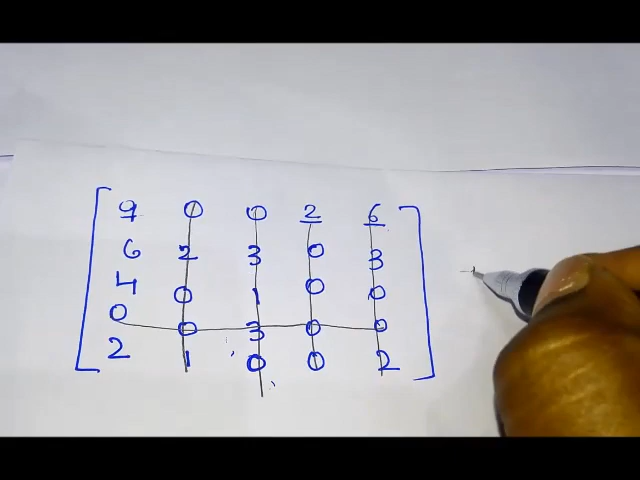 9 0 0 2 6
6 2 3 0 3
4 0 1 0 0
0 0 3 0 0
2 1 0 0 2